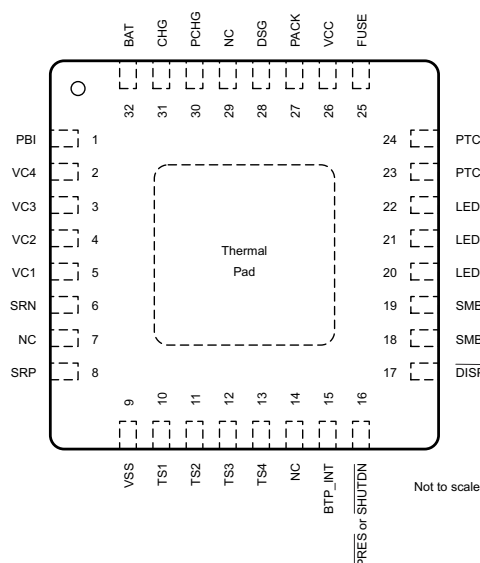 BAT CHG PCHG NC DSG PACK VCC FUSE
32 31 30 29 28 27 26 25
PBI 1 24 PTC
VC4 2 23 PTC
VC3 3 22 LED
VC2 4 21 LED
VC1 5 20 LED
SRN 6 19 SMB
NC 7 18 SMB
SRP 8 17 DISP
Thermal
Pad
9 10 11 12 13 14 15 16
VSS TS1 TS2 TS3 TS4 NC BTP_INT PRES or SHUTDN
Not to scale